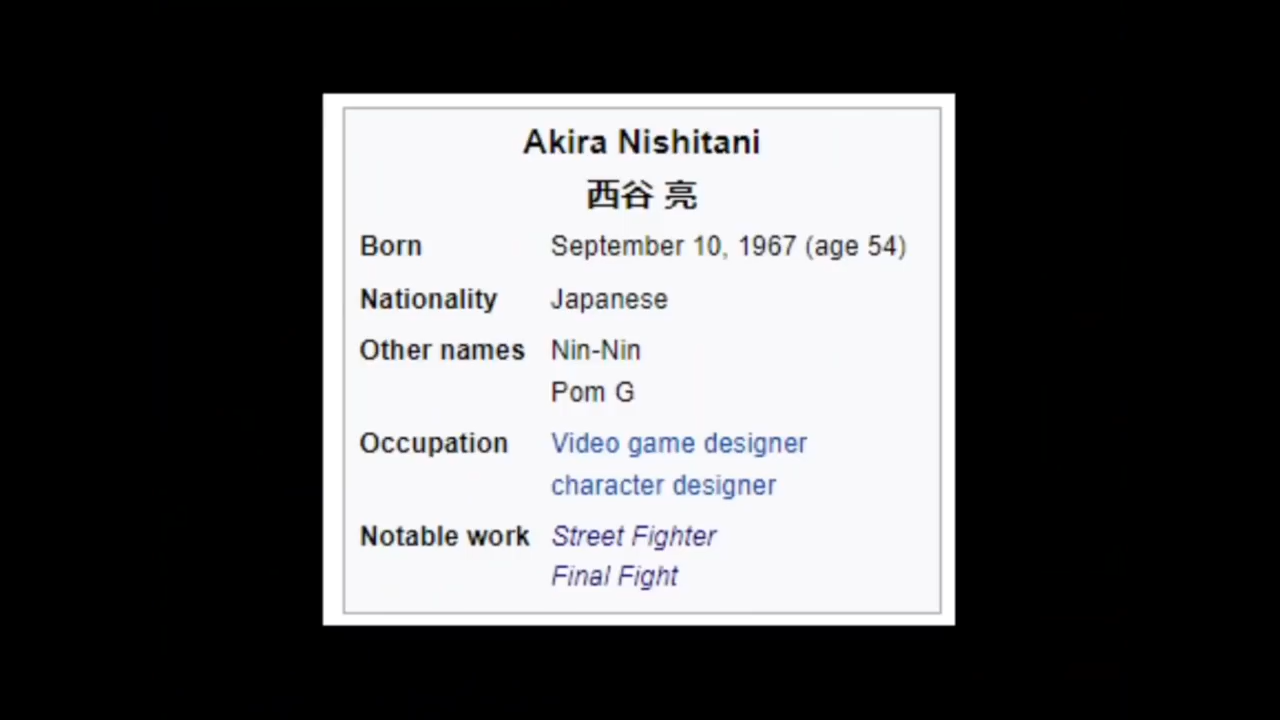 Akira Nishitani
西谷 亮
Born September 10, 1967 (age 54)
Nationality Japanese
Other names Nin-Nin
Pom G
Occupation Video game designer
character designer
Notable work Street Fighter
Final Fight